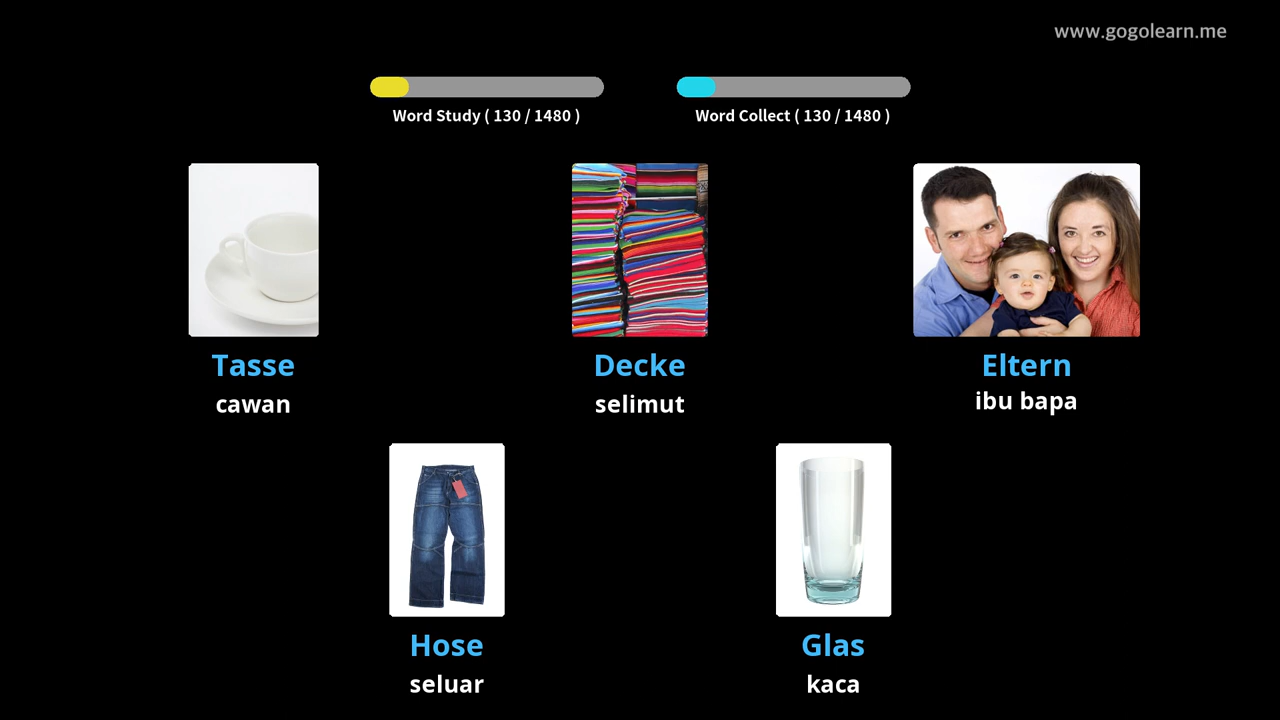 www.gogolearn.me
Word Study ( 130 / 1480 )
Word Collect ( 130 / 1480 )
Tasse
cawan
Decke
selimut
Eltern
ibu bapa
Hose
seluar
Glas
kaca